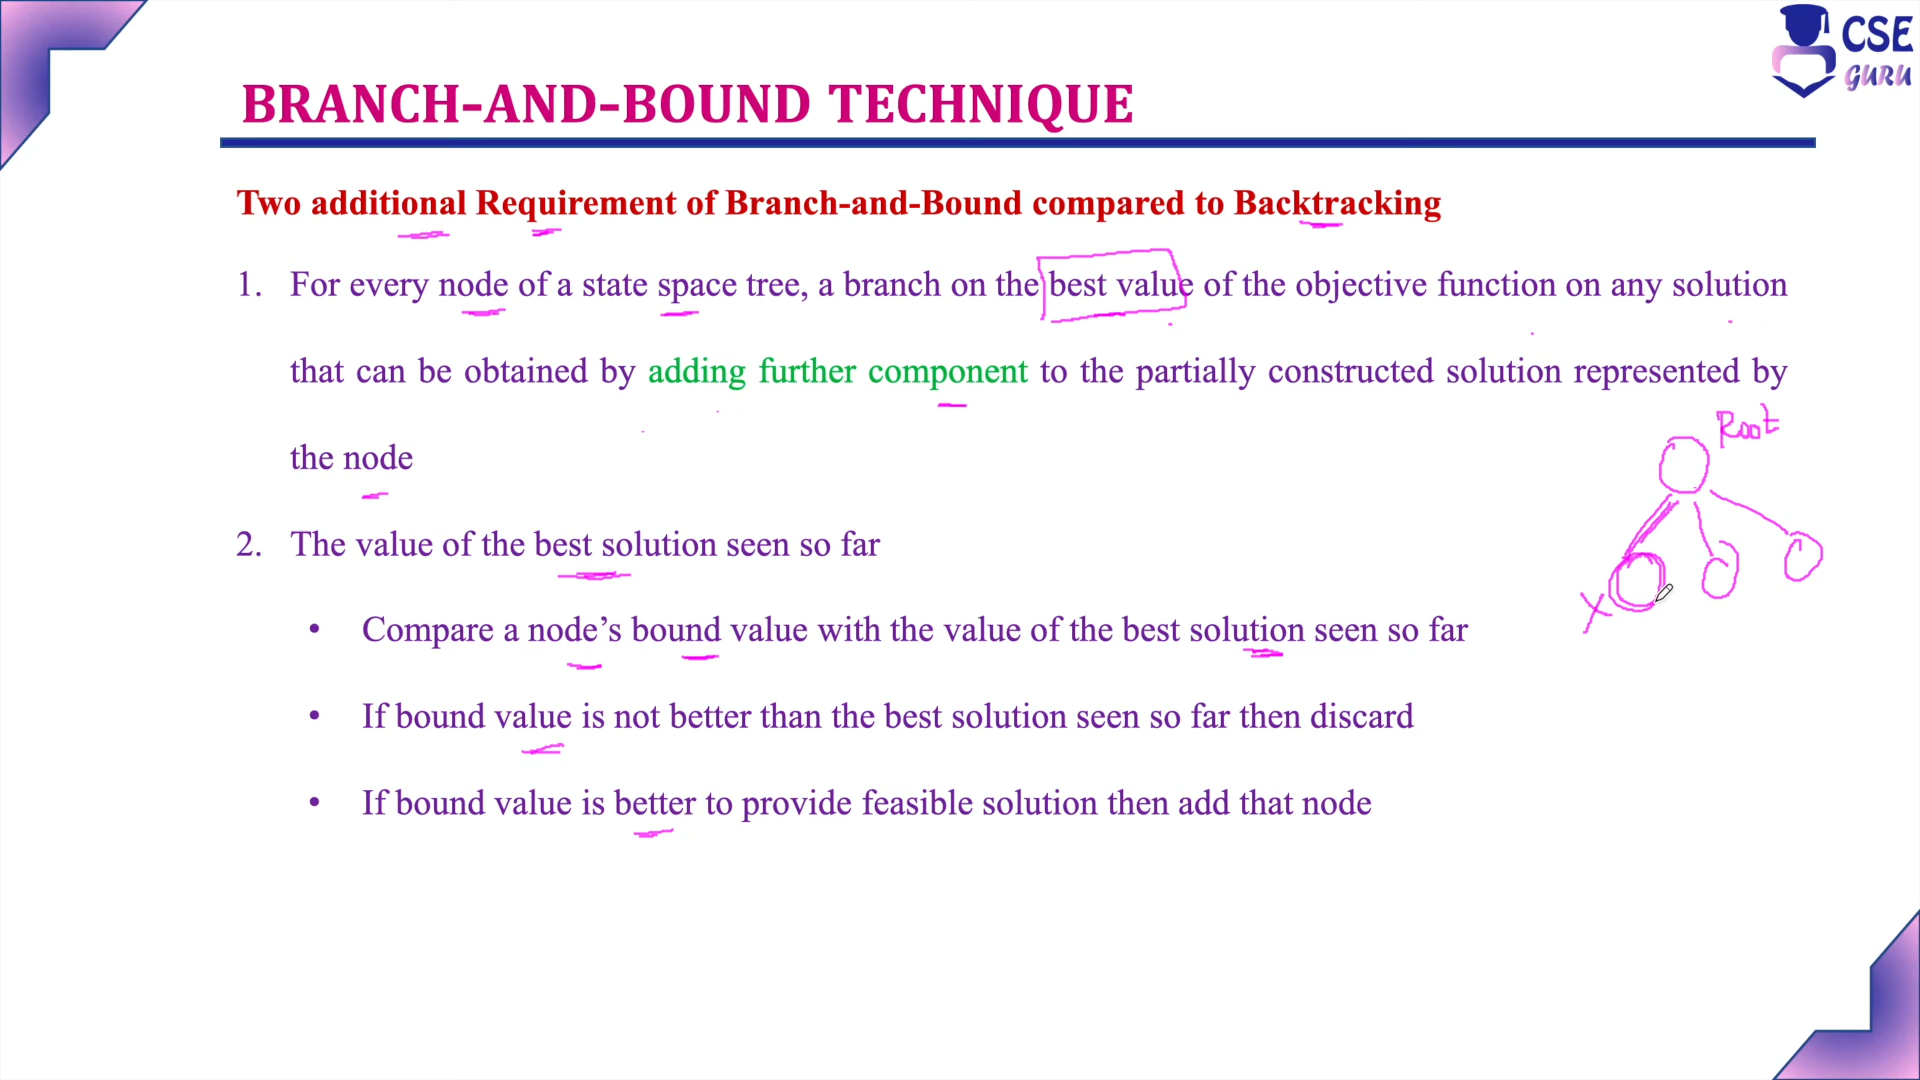 CSE
GURU
BRANCH-AND-BOUND TECHNIQUE
Two additional Requirement of Branch-and-Bound compared to Backtracking
1. For every node of a state space tree, a branch on the best value of the objective function on any solution
that can be obtained by adding further component to the partially constructed solution represented by
the node
Root
2. The value of the best solution seen so far
• Compare a node’s bound value with the value of the best solution seen so far
X
• If bound value is not better than the best solution seen so far then discard
• If bound value is better to provide feasible solution then add that node